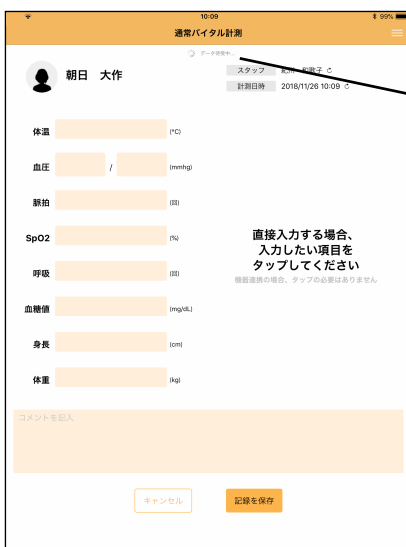 10:09
99%
通常バイタル計測
データ待受中...
朝日 大作
スタッフ
計測日時 2018/11/26 10:09
体温 (°C)
血圧 / (mmhg)
脈拍 (回)
SpO2 (%)
呼吸 (回)
血糖値 (mg/dL)
身長 (cm)
体重 (kg)
直接入力する場合、
入力したい項目を
タップしてください
機器連携の場合、タップの必要はありません
コメントを記入
キャンセル 記録を保存